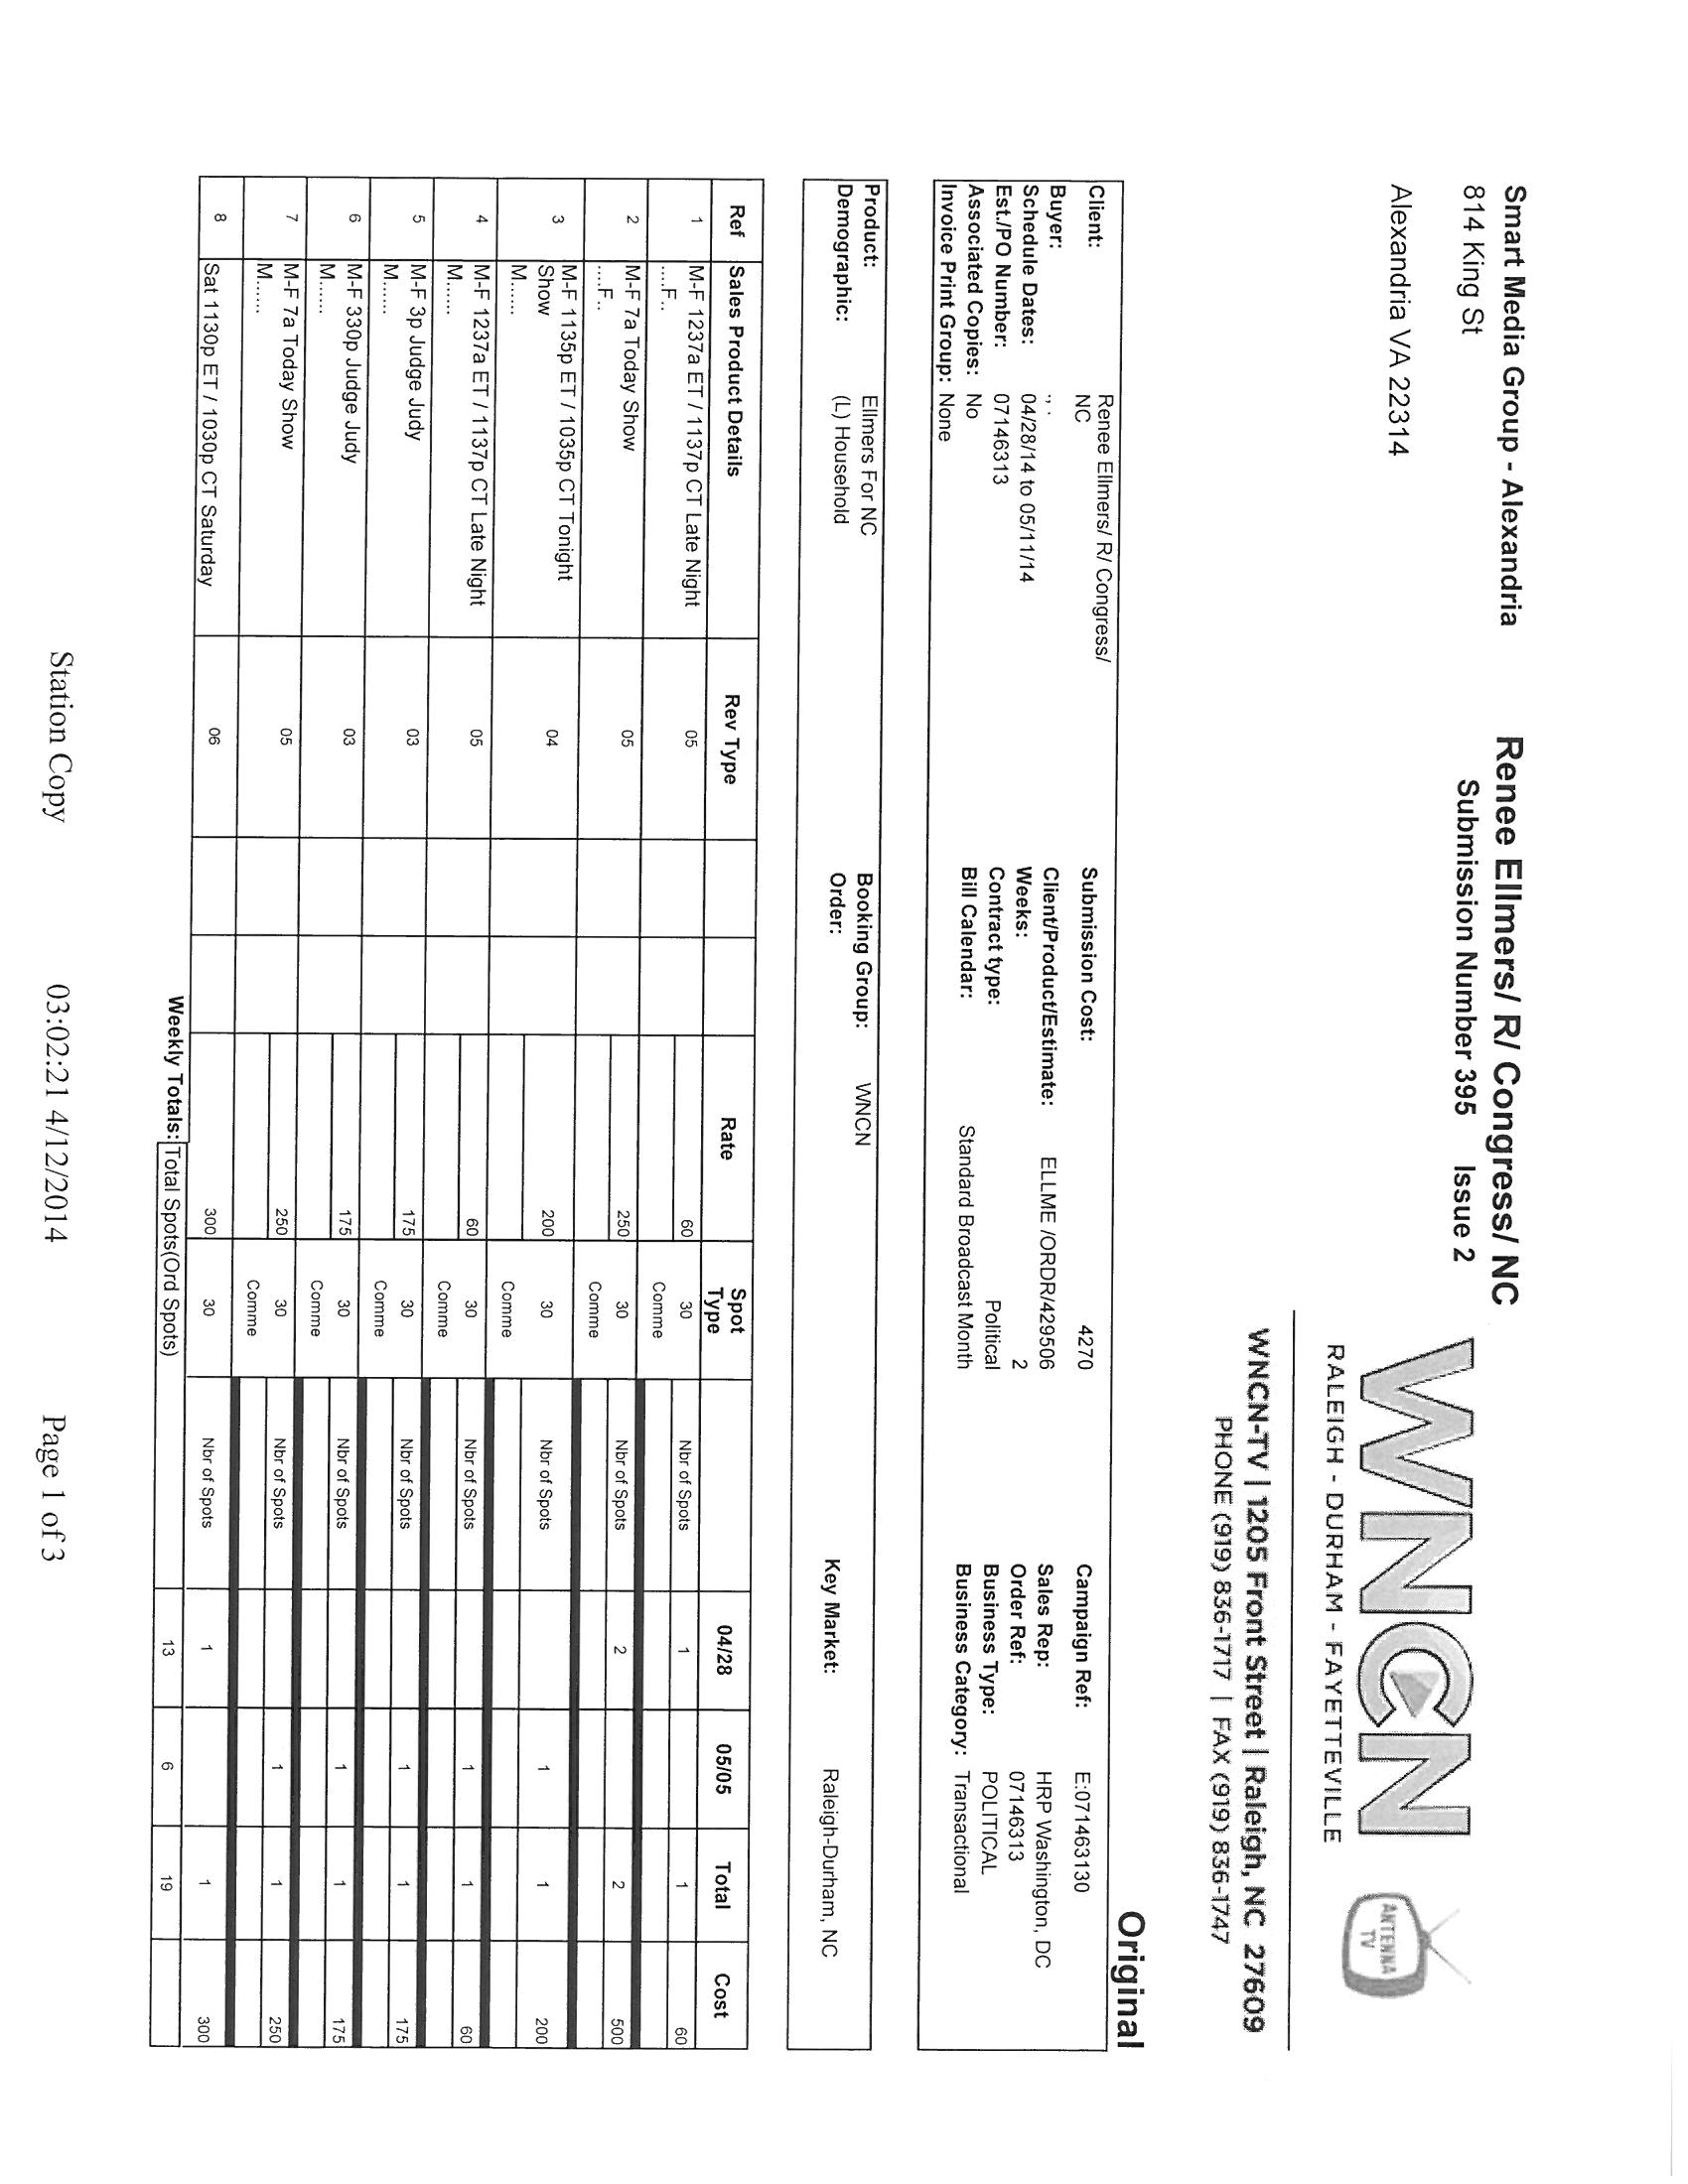 Smart Media Group - Alexandria
814 King St
Alexandria VA 22314
Renee Ellmers/ R/ Congress/ NC
Submission Number 395 Issue 2
WNCN
RALEIGH - DURHAM - FAYETTEVILLE
ANTENNA
TV
WNCN-TV | 1205 Front Street | Raleigh, NC 27609
PHONE (919) 836-1717 | FAX (919) 836-1747
Original
Client: Renee Ellmers/ R/ Congress/
NC
Buyer: ., .
Schedule Dates: 04/28/14 to 05/11/14
Est./PO Number: 07146313
Associated Copies: No
Invoice Print Group: None
Submission Cost: 4270
Client/Product/Estimate: ELLME /ORDR/429506
Weeks: 2
Contract type: Political
Bill Calendar: Standard Broadcast Month
Campaign Ref: E:071463130
Sales Rep: HRP Washington, DC
Order Ref: 07146313
Business Type: POLITICAL
Business Category: Transactional
Product: Ellmers For NC
Demographic: (L) Household
Booking Group: WNCN
Order:
Key Market: Raleigh-Durham, NC
Ref Sales Product Details Rev Type Rate Spot Type 04/28 05/05 Total Cost
1 M-F 1237a ET / 1137p CT Late Night 05 60 30 Nbr of Spots 1 1 60
....F.. Comme
2 M-F 7a Today Show 05 250 30 Nbr of Spots 2 2 500
....F.. Comme
3 M-F 1135p ET / 1035p CT Tonight 04 200 30 Nbr of Spots 1 1 200
Show
M...... Comme
4 M-F 1237a ET / 1137p CT Late Night 05 60 30 Nbr of Spots 1 1 60
M...... Comme
5 M-F 3p Judge Judy 03 175 30 Nbr of Spots 1 1 175
M...... Comme
6 M-F 330p Judge Judy 03 175 30 Nbr of Spots 1 1 175
M...... Comme
7 M-F 7a Today Show 05 250 30 Nbr of Spots 1 1 250
M...... Comme
8 Sat 1130p ET / 1030p CT Saturday 06 300 30 Nbr of Spots 1 1 300
Weekly Totals: Total Spots(Ord Spots) 13 6 19
Station Copy 03:02:21 4/12/2014 Page 1 of 3